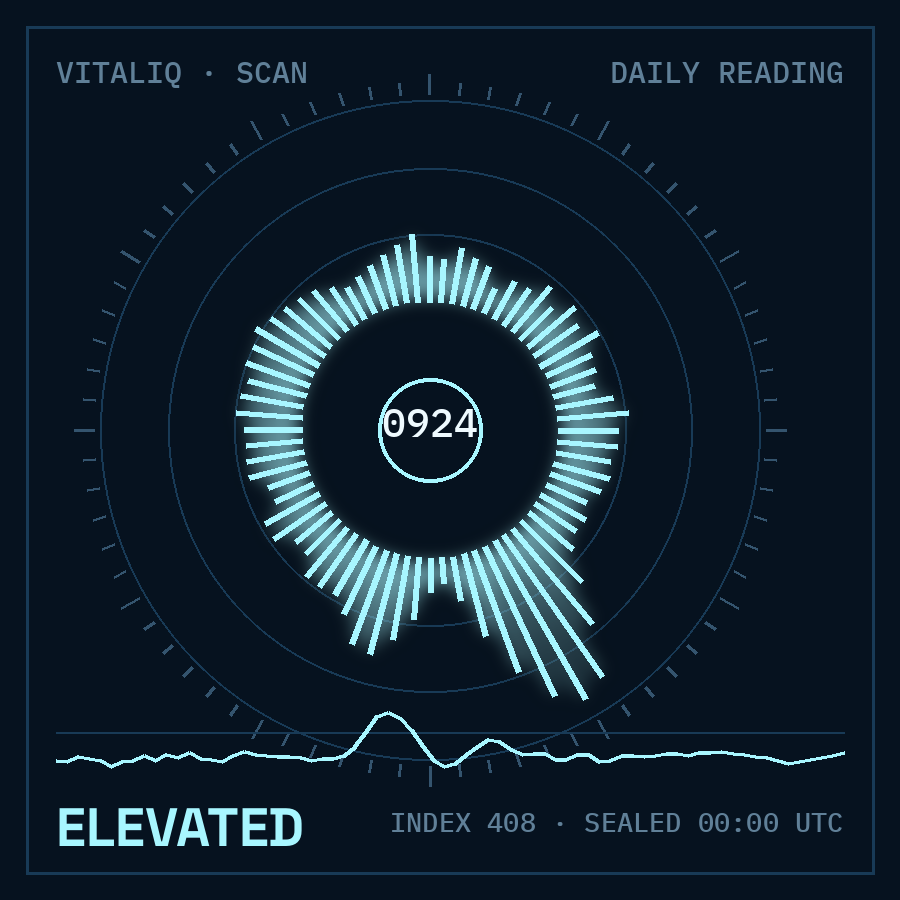 VITALIQ · SCAN
DAILY READING
0924
ELEVATED
INDEX 408 · SEALED 00:00 UTC